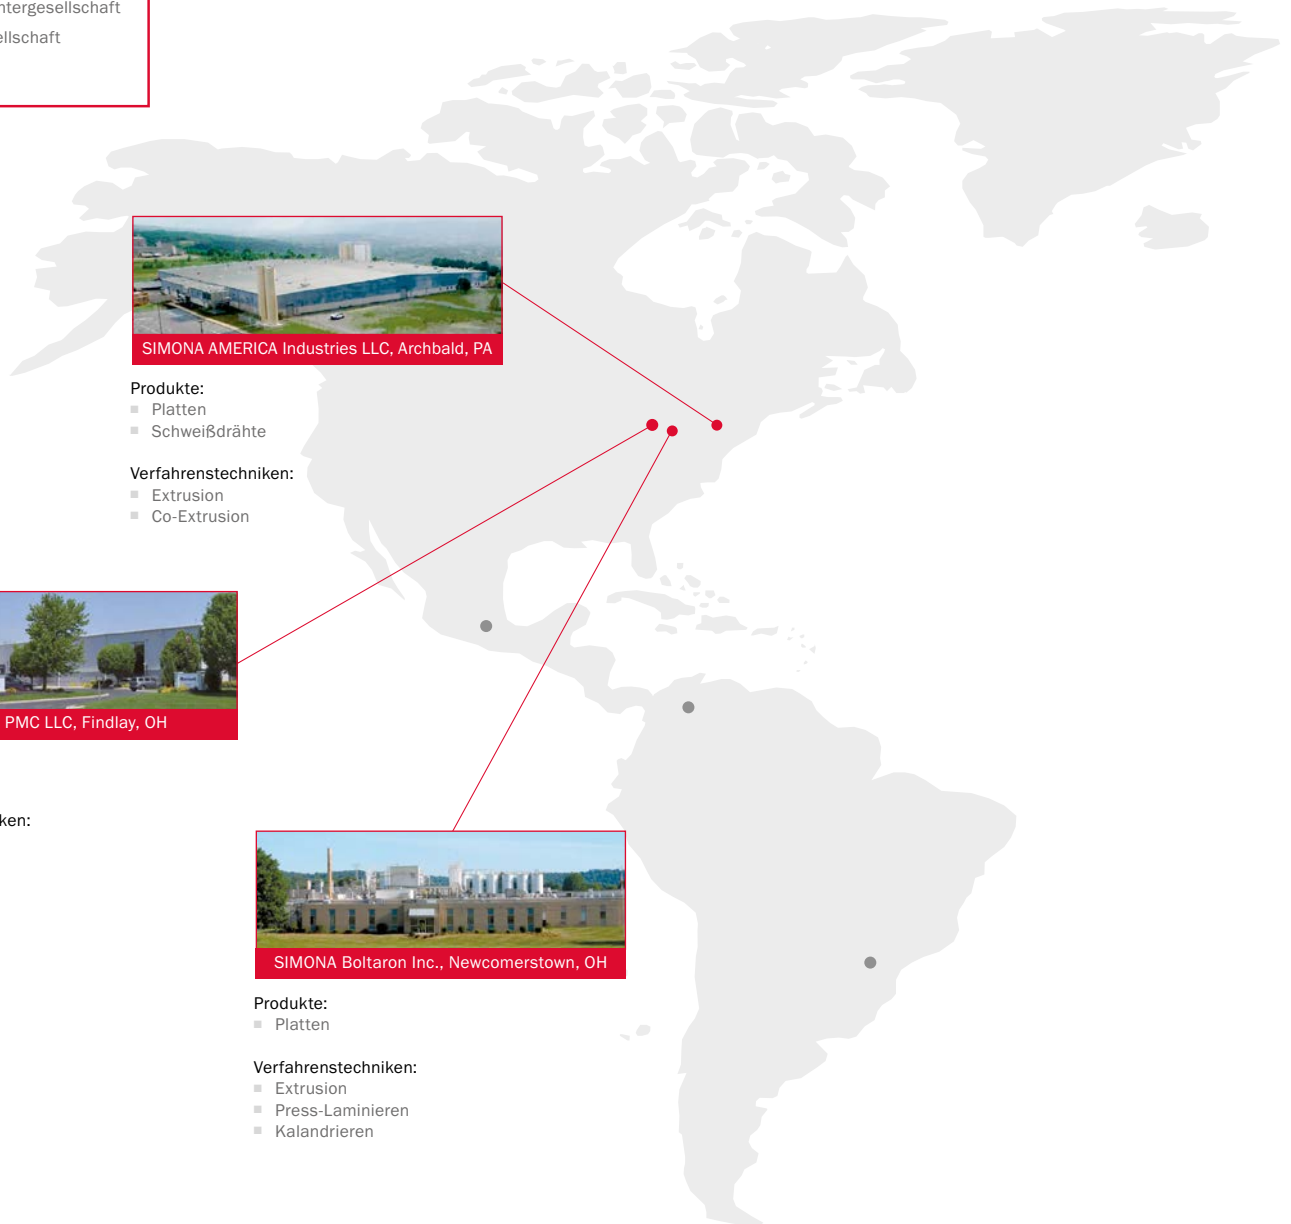 ntergesellschaft
ellschaft
SIMONA AMERICA Industries LLC, Archbald, PA
Produkte:
Platten
Schweißdrähte
Verfahrenstechniken:
Extrusion
Co-Extrusion
PMC LLC, Findlay, OH
ken:
SIMONA Boltaron Inc., Newcomerstown, OH
Produkte:
Platten
Verfahrenstechniken:
Extrusion
Press-Laminieren
Kalandrieren